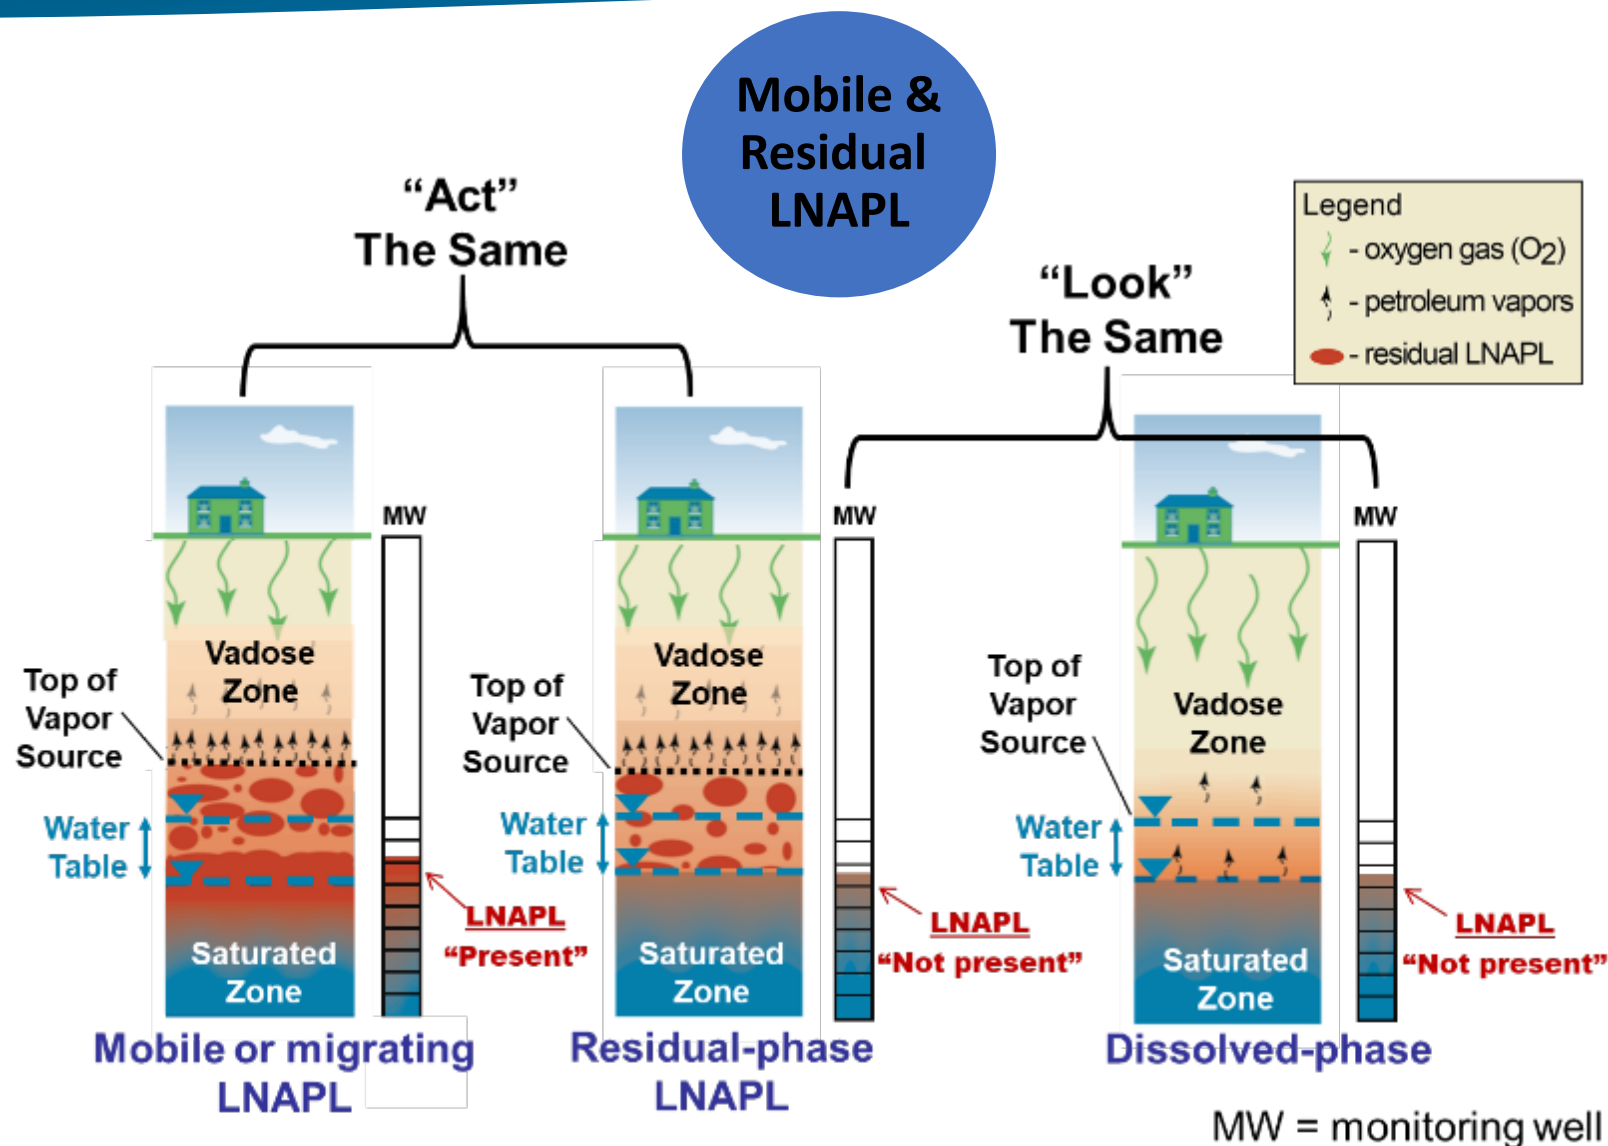 Mobile &
Residual
LNAPL
“Act”
The Same
“Look”
The Same
Legend
- oxygen gas (O2)
- petroleum vapors
- residual LNAPL
MW
Vadose
Zone
Top of
Vapor
Source
Water
Table
LNAPL
“Present”
Saturated
Zone
Mobile or migrating
LNAPL
MW
Vadose
Zone
Top of
Vapor
Source
Water
Table
LNAPL
“Not present”
Saturated
Zone
Residual-phase
LNAPL
MW
Top of
Vapor
Source
Vadose
Zone
Water
Table
LNAPL
“Not present”
Saturated
Zone
Dissolved-phase
MW = monitoring well